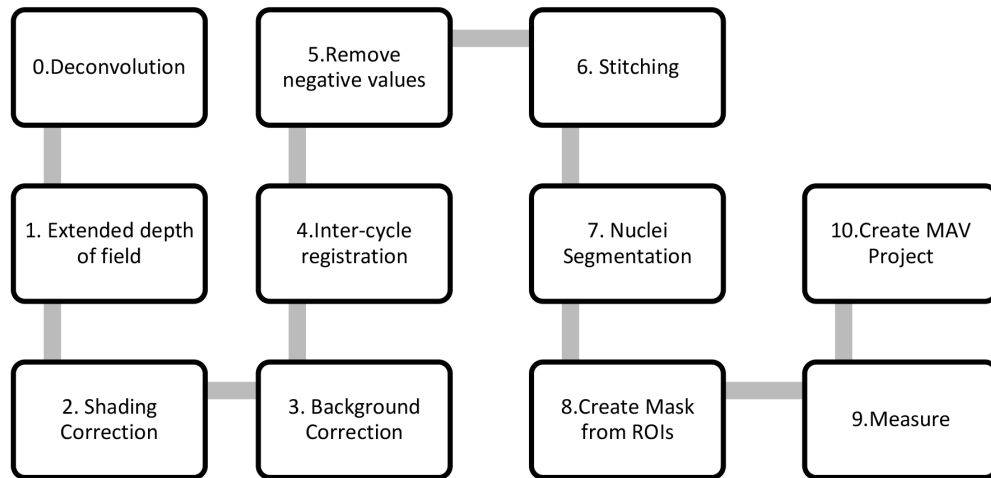 0.Deconvolution
1. Extended depth
of field
2. Shading
Correction
3. Background
Correction
4.Inter-cycle
registration
5.Remove
negative values
6. Stitching
7. Nuclei
Segmentation
8.Create Mask
from ROIs
9.Measure
10.Create MAV
Project